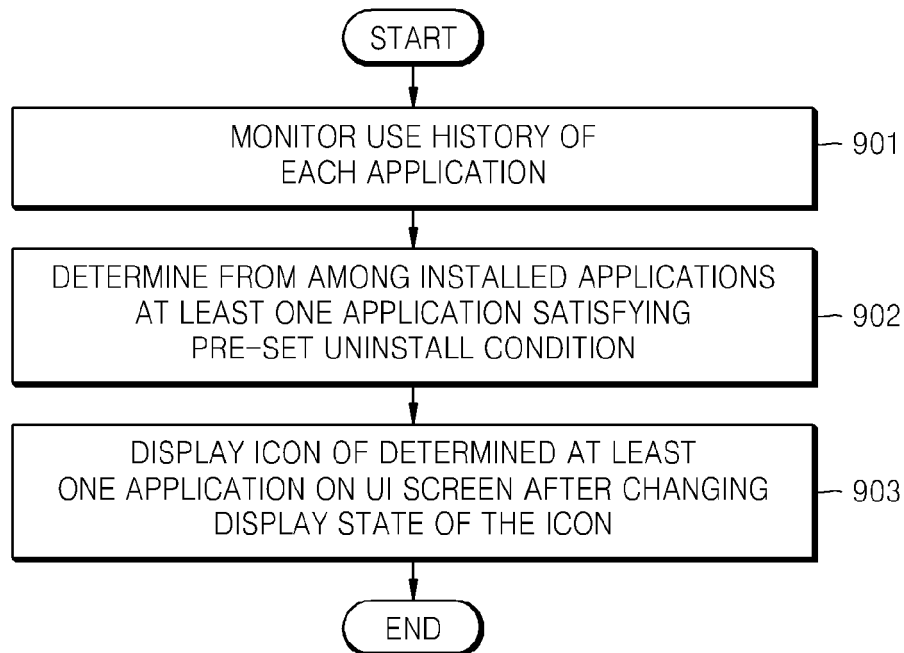 START
MONITOR USE HISTORY OF
EACH APPLICATION
901
DETERMINE FROM AMONG INSTALLED APPLICATIONS
AT LEAST ONE APPLICATION SATISFYING
PRE-SET UNINSTALL CONDITION
902
DISPLAY ICON OF DETERMINED AT LEAST
ONE APPLICATION ON UI SCREEN AFTER CHANGING
DISPLAY STATE OF THE ICON
903
END